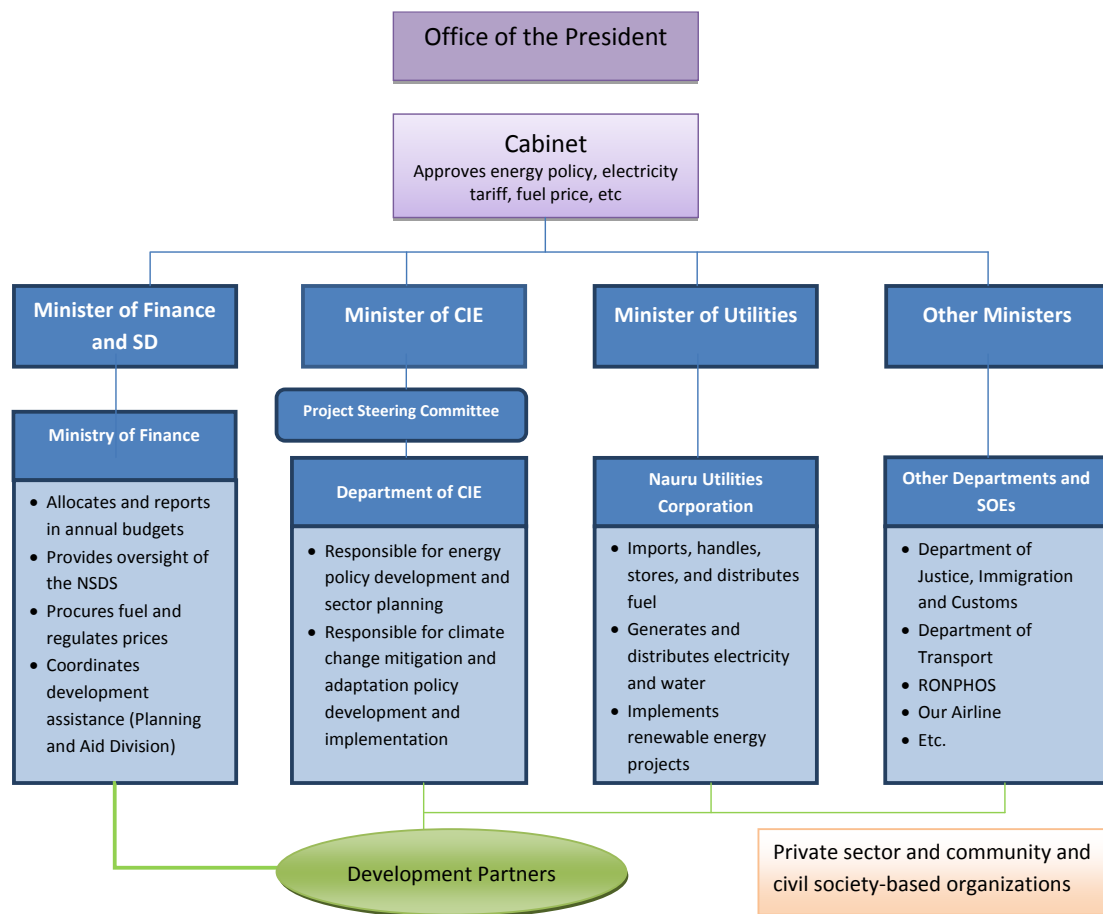 Office of the President
Cabinet
Approves energy policy, electricity
tariff, fuel price, etc
Minister of Finance
and SD
Minister of CIE
Minister of Utilities
Other Ministers
Project Steering Committee
Ministry of Finance
• Allocates and reports
in annual budgets
• Provides oversight of
the NSDS
• Procures fuel and
regulates prices
• Coordinates
development
assistance (Planning
and Aid Division)
Department of CIE
• Responsible for energy
policy development and
sector planning
• Responsible for climate
change mitigation and
adaptation policy
development and
implementation
Nauru Utilities
Corporation
• Imports, handles,
stores, and distributes
fuel
• Generates and
distributes electricity
and water
• Implements
renewable energy
projects
Other Departments and
SOEs
• Department of
Justice, Immigration
and Customs
• Department of
Transport
• RONPHOS
• Our Airline
• Etc.
Development Partners
Private sector and community and
civil society-based organizations